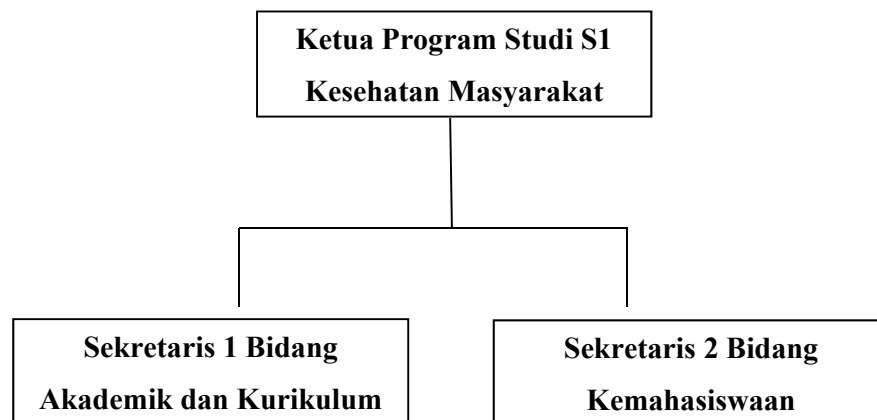 Ketua Program Studi S1
Kesehatan Masyarakat
Sekretaris 1 Bidang
Akademik dan Kurikulum
Sekretaris 2 Bidang
Kemahasiswaan